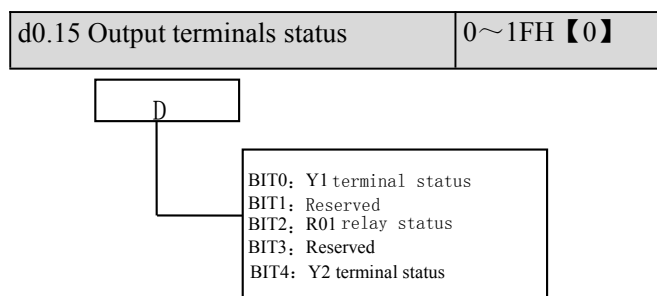 d0.15 Output terminals status 0～1FH【0】
D
BIT0：Y1 terminal status
BIT1：Reserved
BIT2：R01 relay status
BIT3：Reserved
BIT4：Y2 terminal status